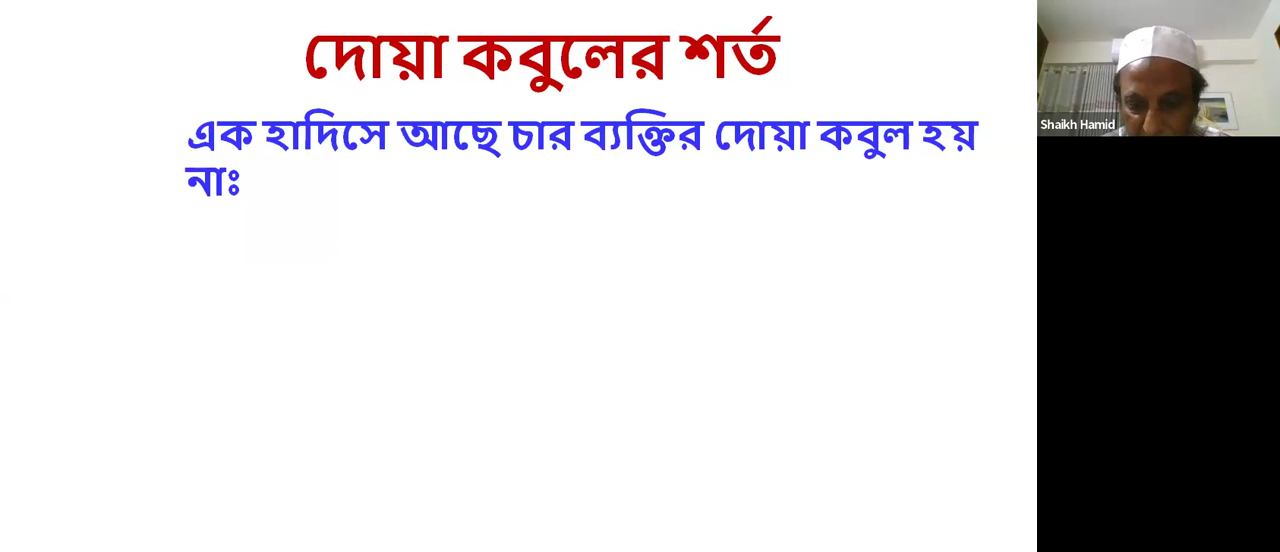 দোয়া কবুলের শর্ত
এক হাদিসে আছে চার ব্যক্তির দোয়া কবুল হয়
নাঃ
Shaikh Hamid